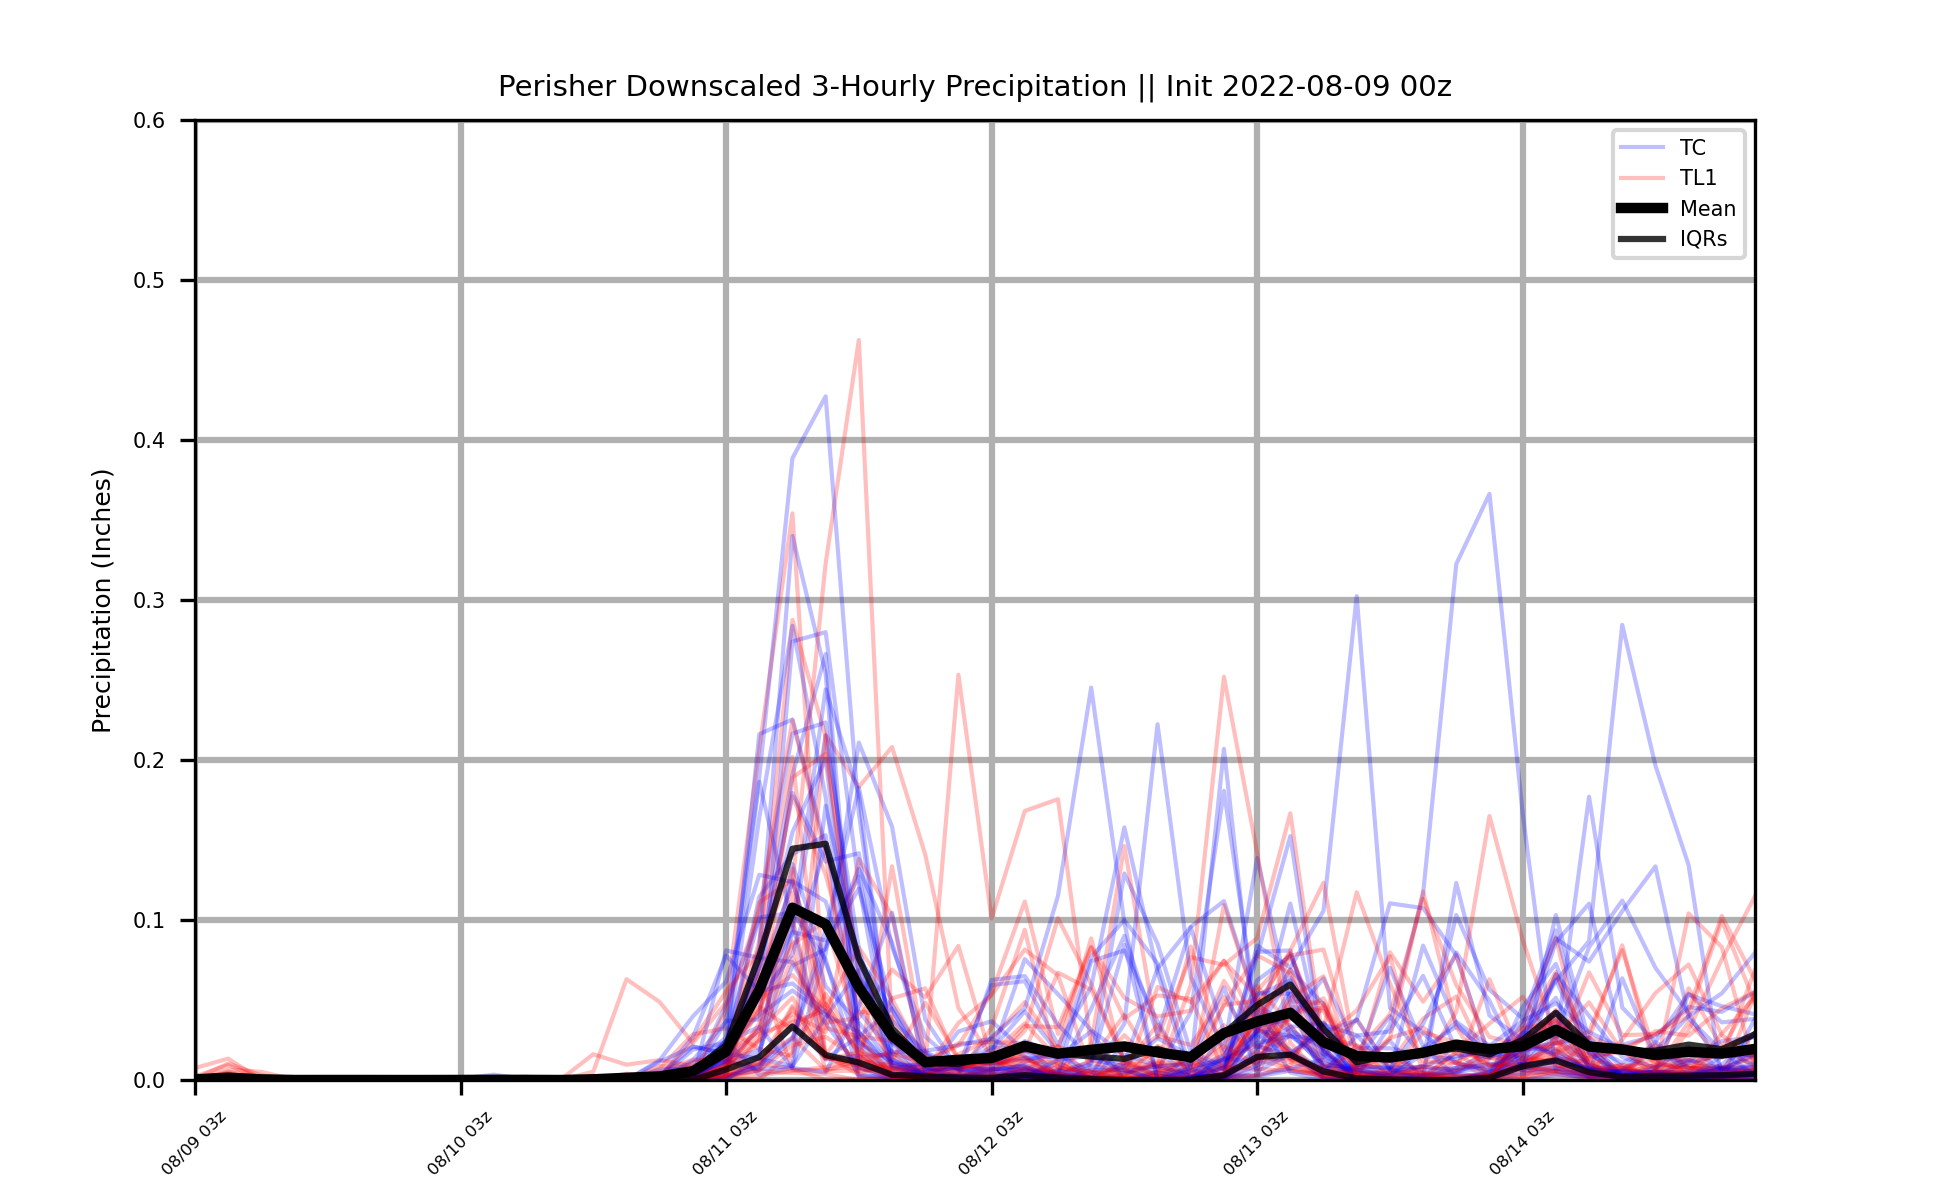 Perisher Downscaled 3-Hourly Precipitation || Init 2022-08-09 00z
TC
TL1
Mean
IQRs
Precipitation (Inches)
0.6
0.5
0.4
0.3
0.2
0.1
0.0
08/09 03z
08/10 03z
08/11 03z
08/12 03z
08/13 03z
08/14 03z